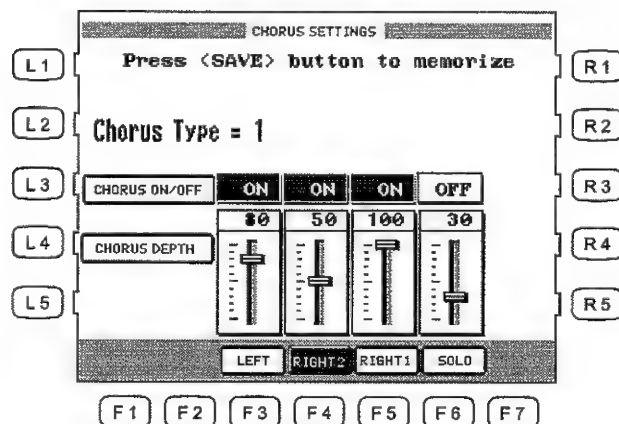 CHORUS SETTINGS
L1 Press <SAVE> button to memorize R1
L2 Chorus Type = 1 R2
L3 CHORUS ON/OFF ON ON ON OFF R3
80 50 100 30
L4 CHORUS DEPTH R4
L5 R5
LEFT RIGHT2 RIGHT1 SOLO
F1 F2 F3 F4 F5 F6 F7